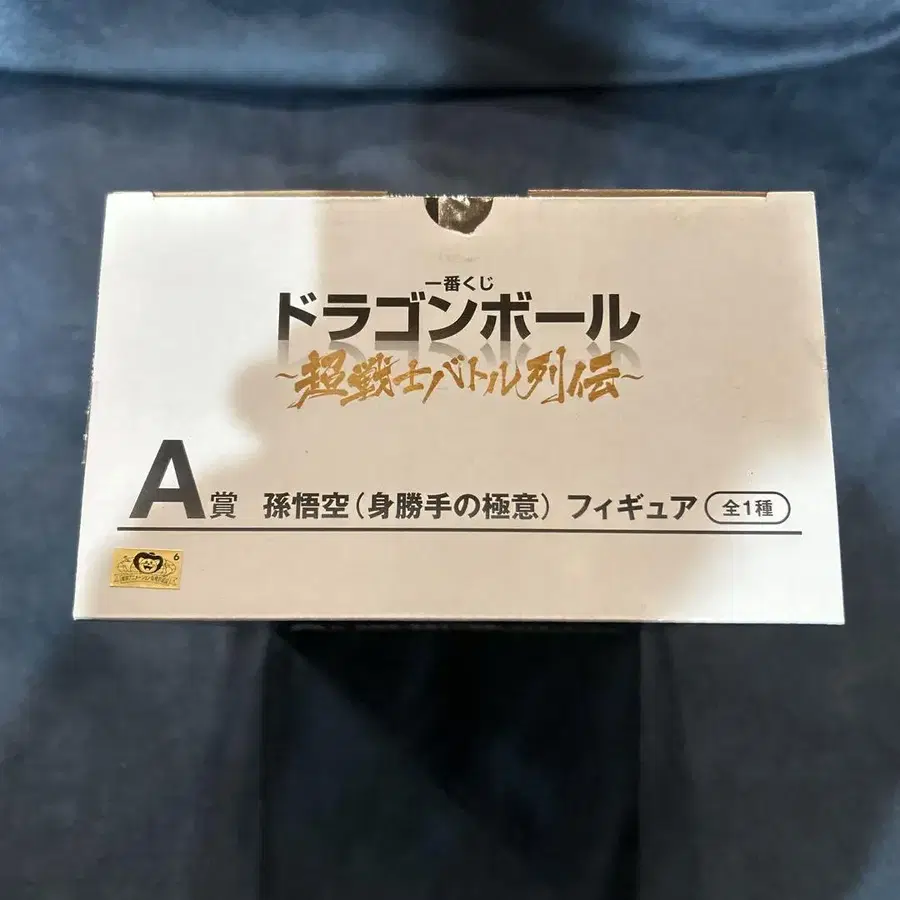 一番くじ
ドラゴンボール
~超戦士バトル列伝~
A賞 孫悟空(身勝手の極意) フィギュア 全1種
6